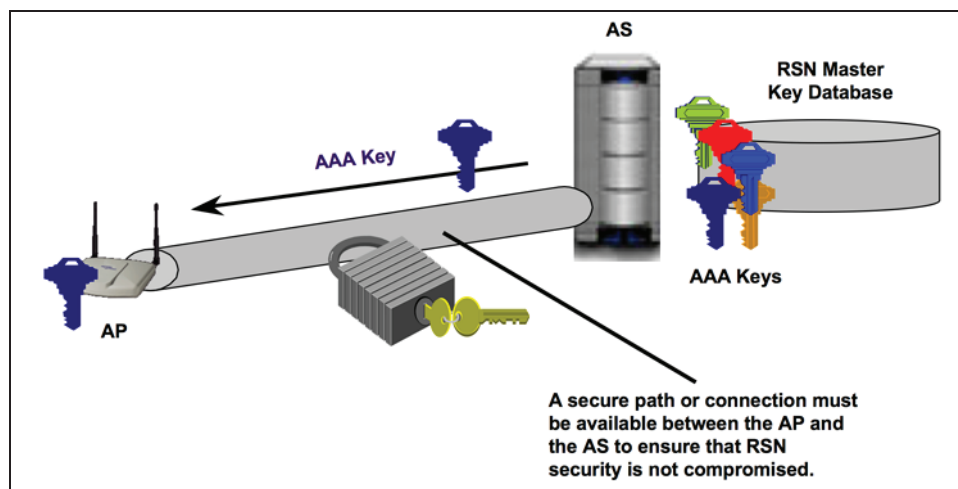 AS
RSN Master
Key Database
AAA Key
AAA Keys
AP
A secure path or connection must
be available between the AP and
the AS to ensure that RSN
security is not compromised.